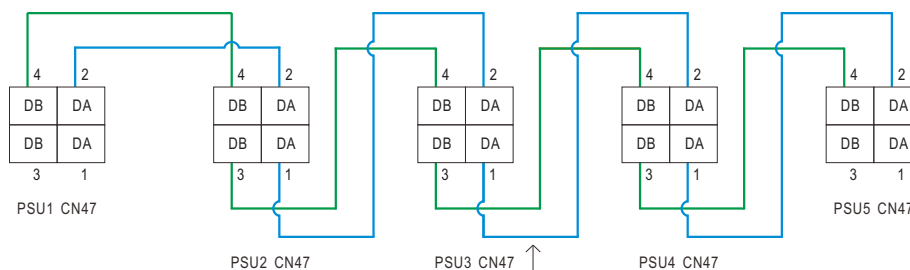 4 2 4 2 4 2 4 2 4 2
DB DA DB DA DB DA DB DA DB DA
DB DA DB DA DB DA DB DA DB DA
3 1 3 1 3 1 3 1 3 1
PSU1 CN47 PSU5 CN47
PSU2 CN47 PSU3 CN47 PSU4 CN47